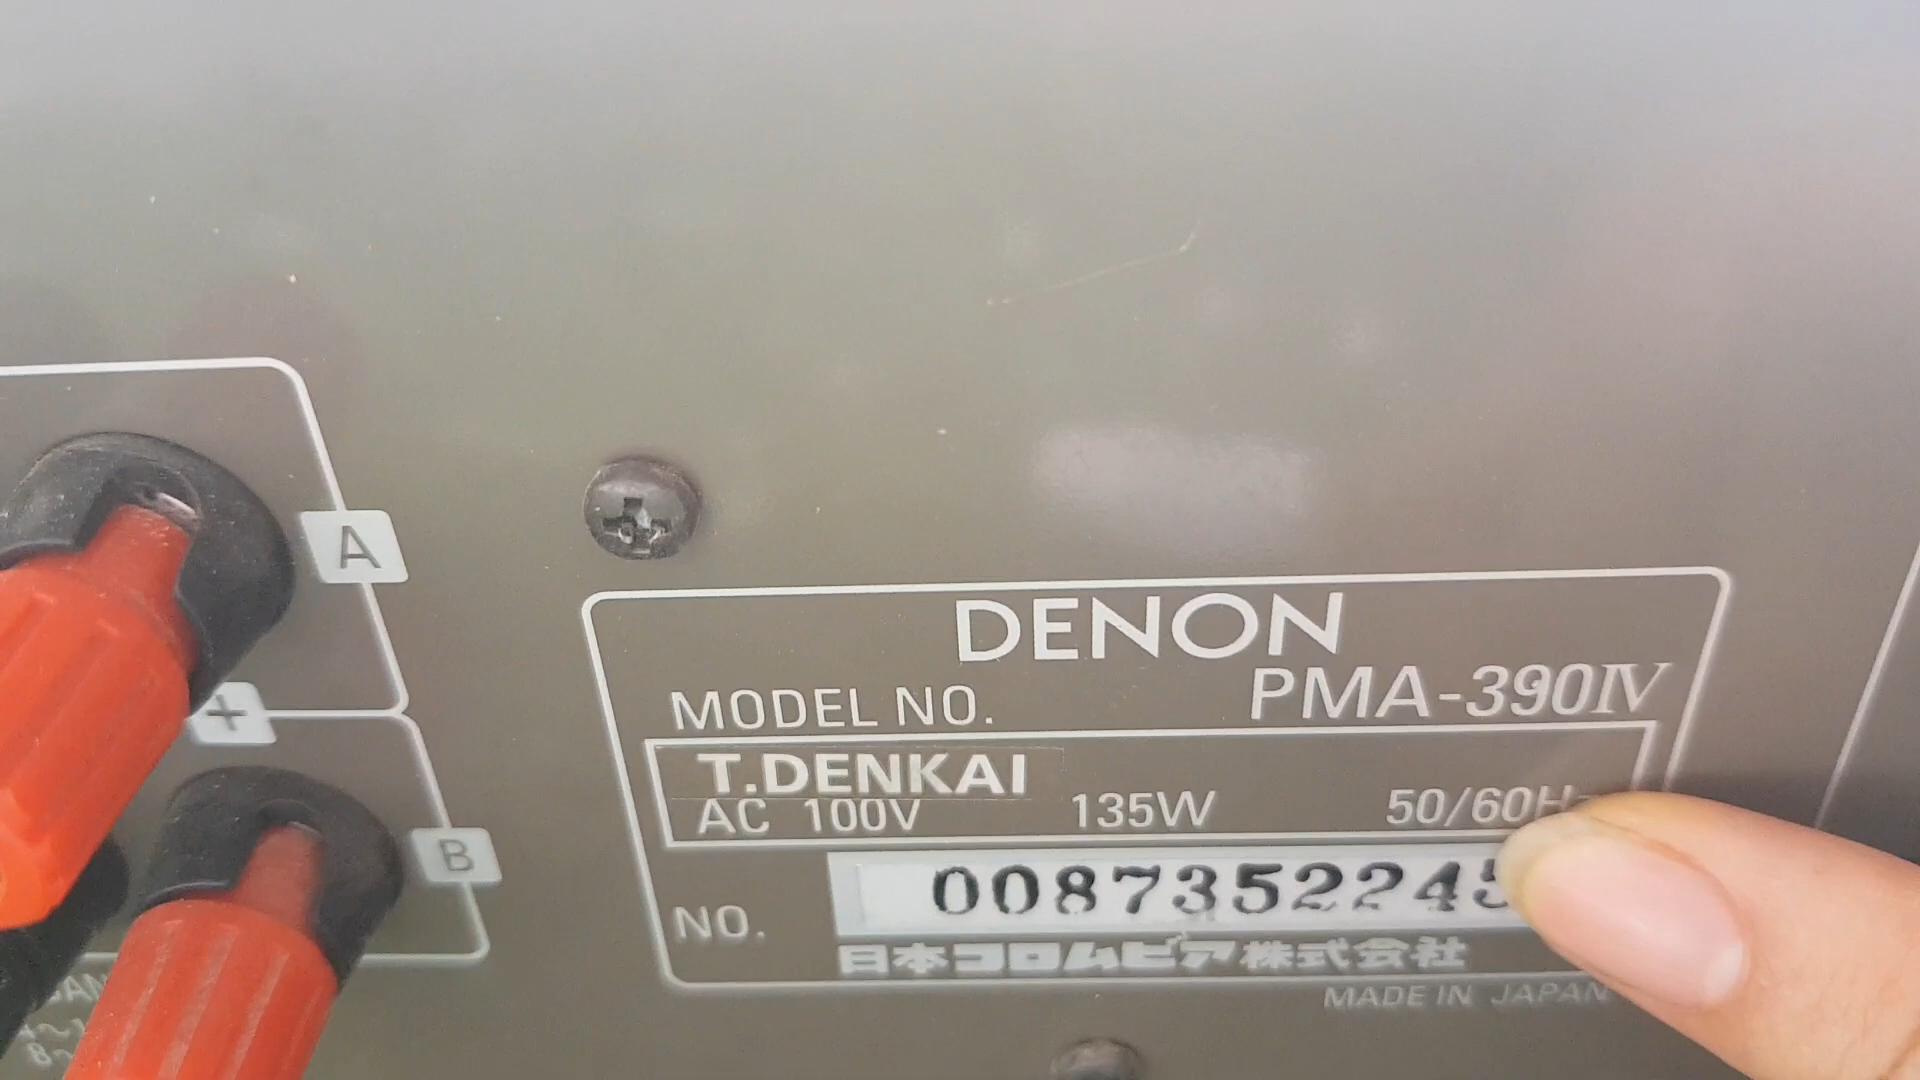 A
DENON
MODEL NO. PMA-390IV
T.DENKAI
+
AC 100V 135W 50/60H
B
NO. 0087352245
日本コロムビア株式会社
MADE IN JAPAN